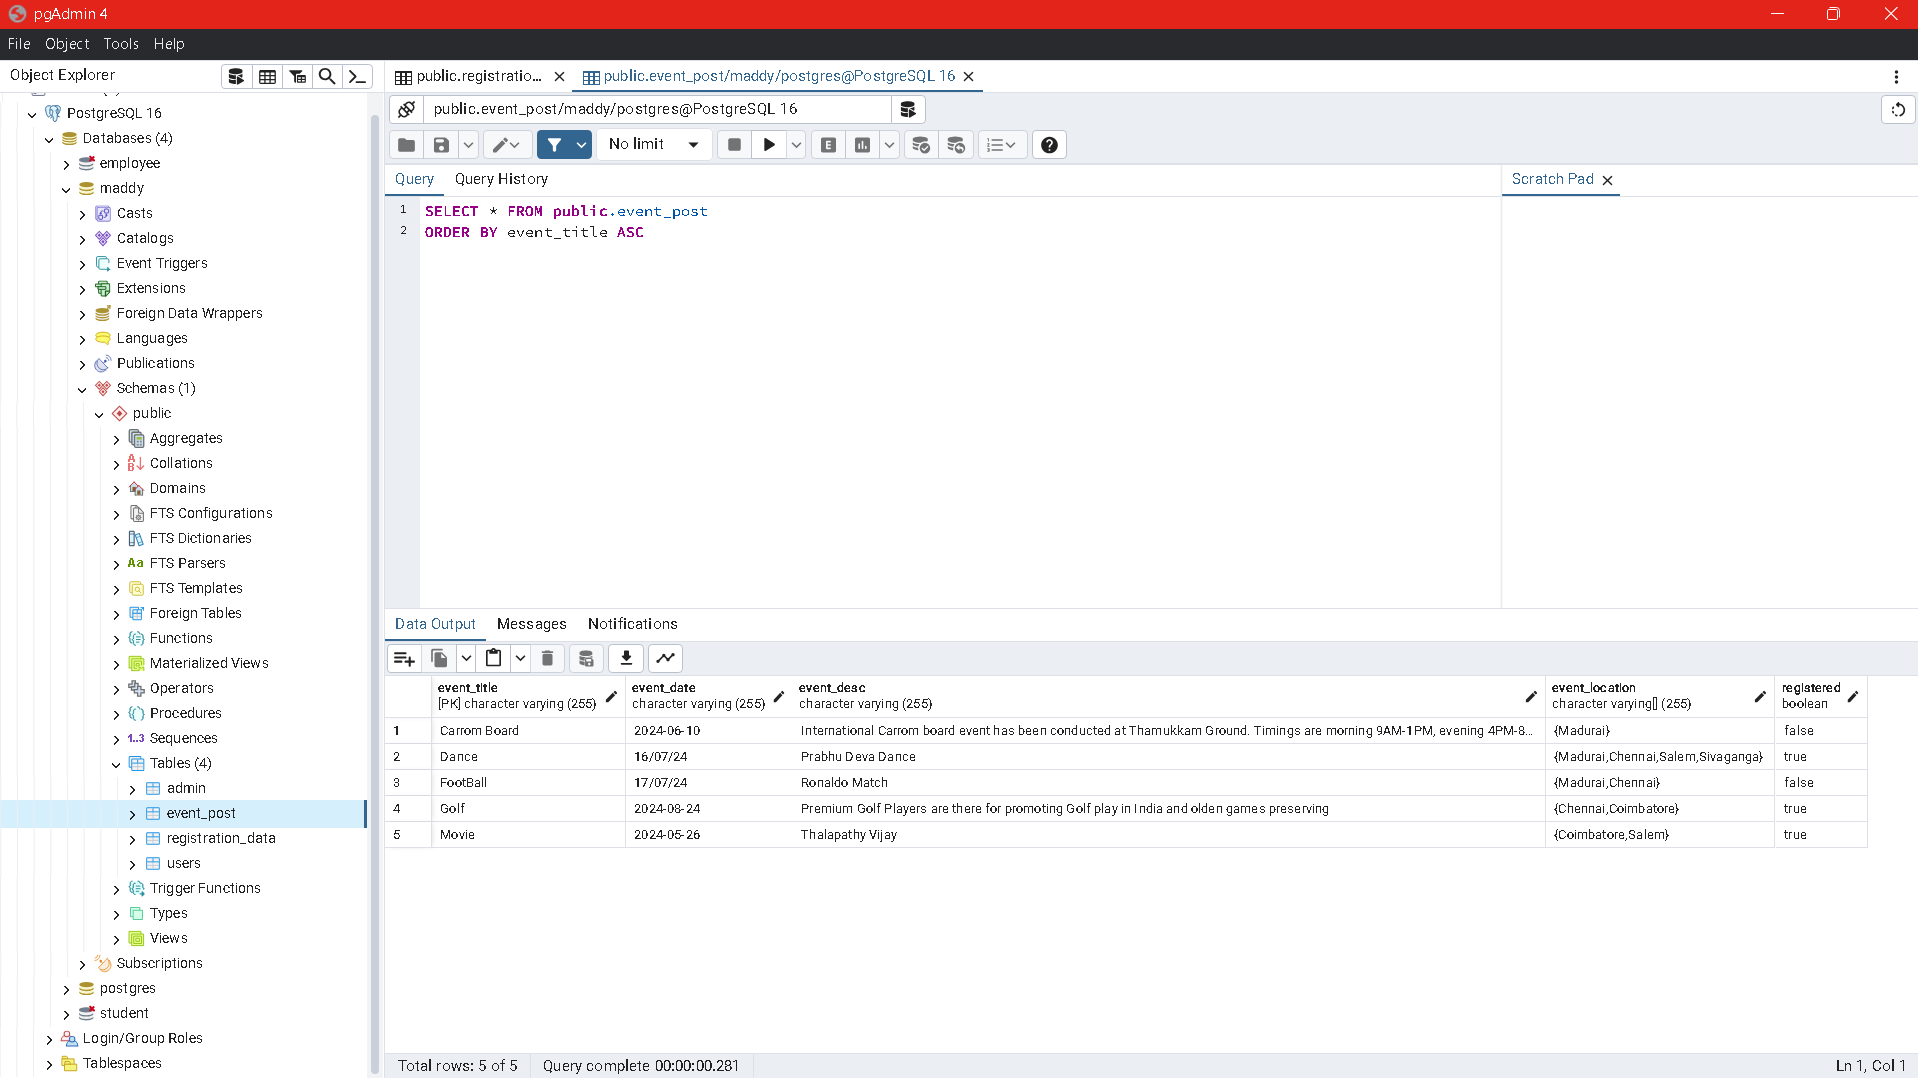 pgAdmin 4
File Object Tools Help
Object Explorer
PostgreSQL 16
Databases (4)
employee
maddy
Casts
Catalogs
Event Triggers
Extensions
Foreign Data Wrappers
Languages
Publications
Schemas (1)
public
Aggregates
Collations
Domains
FTS Configurations
FTS Dictionaries
Aa FTS Parsers
FTS Templates
Foreign Tables
Functions
Materialized Views
Operators
Procedures
1..3 Sequences
Tables (4)
admin
event_post
registration_data
users
Trigger Functions
Types
Views
Subscriptions
postgres
student
Login/Group Roles
Tablespaces
public.registratio... public.event_post/maddy/postgres@PostgreSQL 16
public.event_post/maddy/postgres@PostgreSQL 16
No limit E
Query Query History
Scratch Pad
1 SELECT * FROM public.event_post
2 ORDER BY event_title ASC
Data Output Messages Notifications
event_title event_date event_desc event_location registered
[PK] character varying (255) character varying (255) character varying (255) character varying[] (255) boolean
1 Carrom Board 2024-06-10 International Carrom board event has been conducted at Thamukkam Ground. Timings are morning 9AM-1PM, evening 4PM-8... {Madurai} false
2 Dance 16/07/24 Prabhu Deva Dance {Madurai,Chennai,Salem,Sivaganga} true
3 FootBall 17/07/24 Ronaldo Match {Madurai,Chennai} false
4 Golf 2024-08-24 Premium Golf Players are there for promoting Golf play in India and olden games preserving {Chennai,Coimbatore} true
5 Movie 2024-05-26 Thalapathy Vijay {Coimbatore,Salem} true
Total rows: 5 of 5 Query complete 00:00:00.281 Ln 1, Col 1